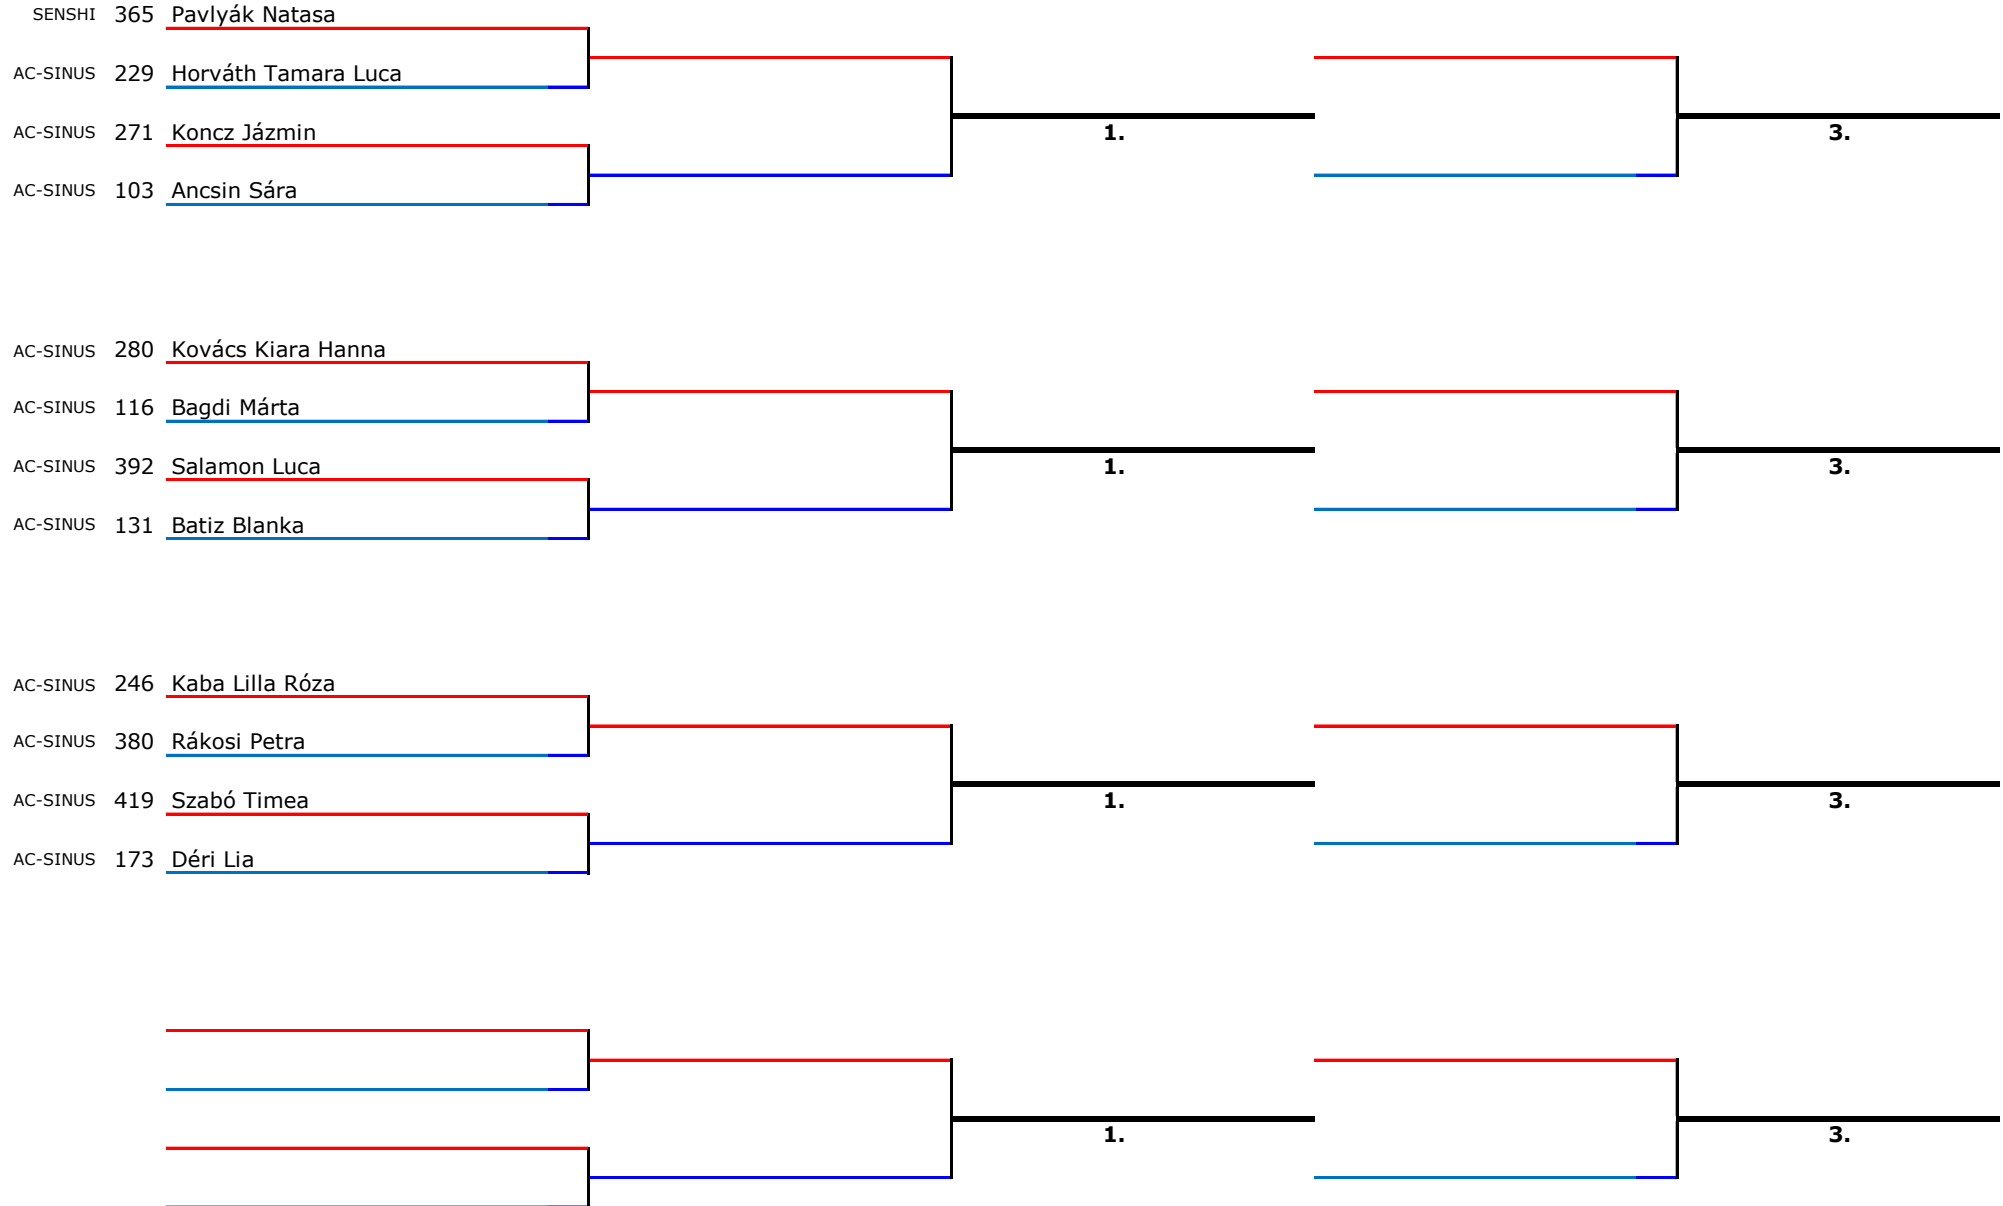 SENSHI 365 Pavlyák Natasa
AC-SINUS 229 Horváth Tamara Luca
AC-SINUS 271 Koncz Jázmin 1. 3.
AC-SINUS 103 Ancsin Sára
AC-SINUS 280 Kovács Kiara Hanna
AC-SINUS 116 Bagdi Márta
AC-SINUS 392 Salamon Luca 1. 3.
AC-SINUS 131 Batiz Blanka
AC-SINUS 246 Kaba Lilla Róza
AC-SINUS 380 Rákosi Petra
AC-SINUS 419 Szabó Timea 1. 3.
AC-SINUS 173 Déri Lia
1. 3.